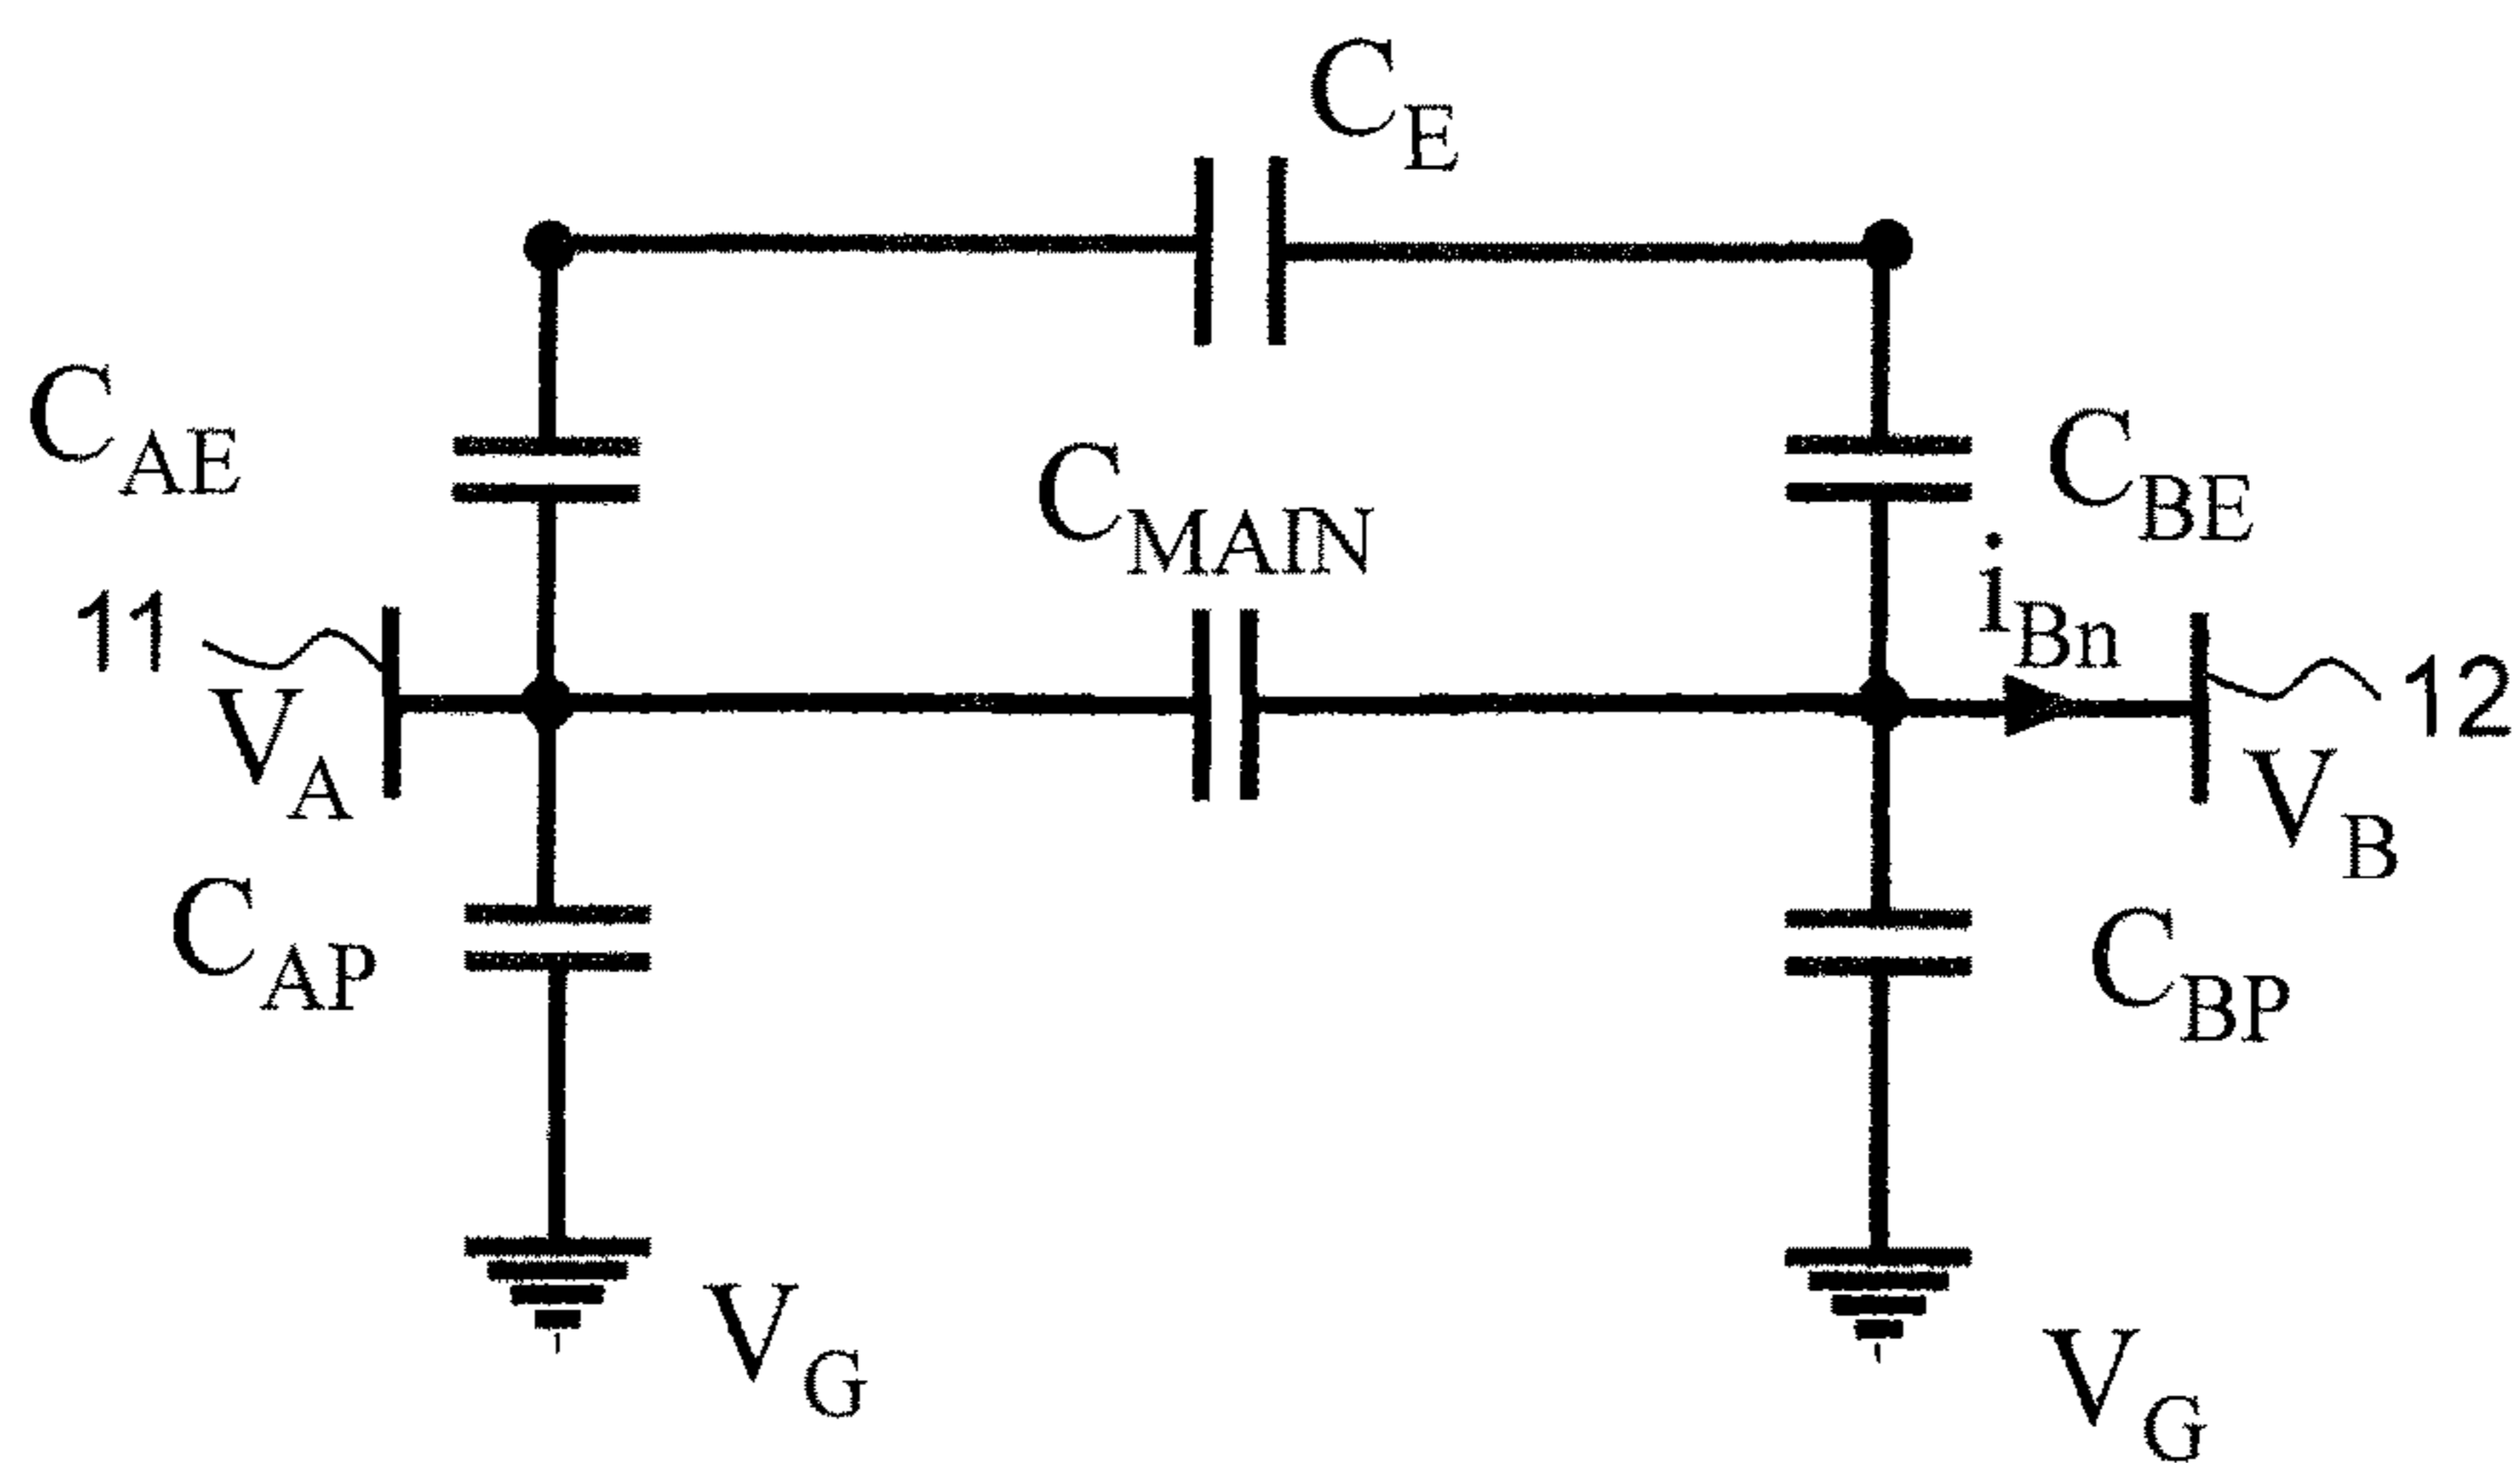 C_E
C_AE
C_MAIN
C_BE
11
i_Bn
12
V_A
V_B
C_AP
C_BP
V_G
V_G